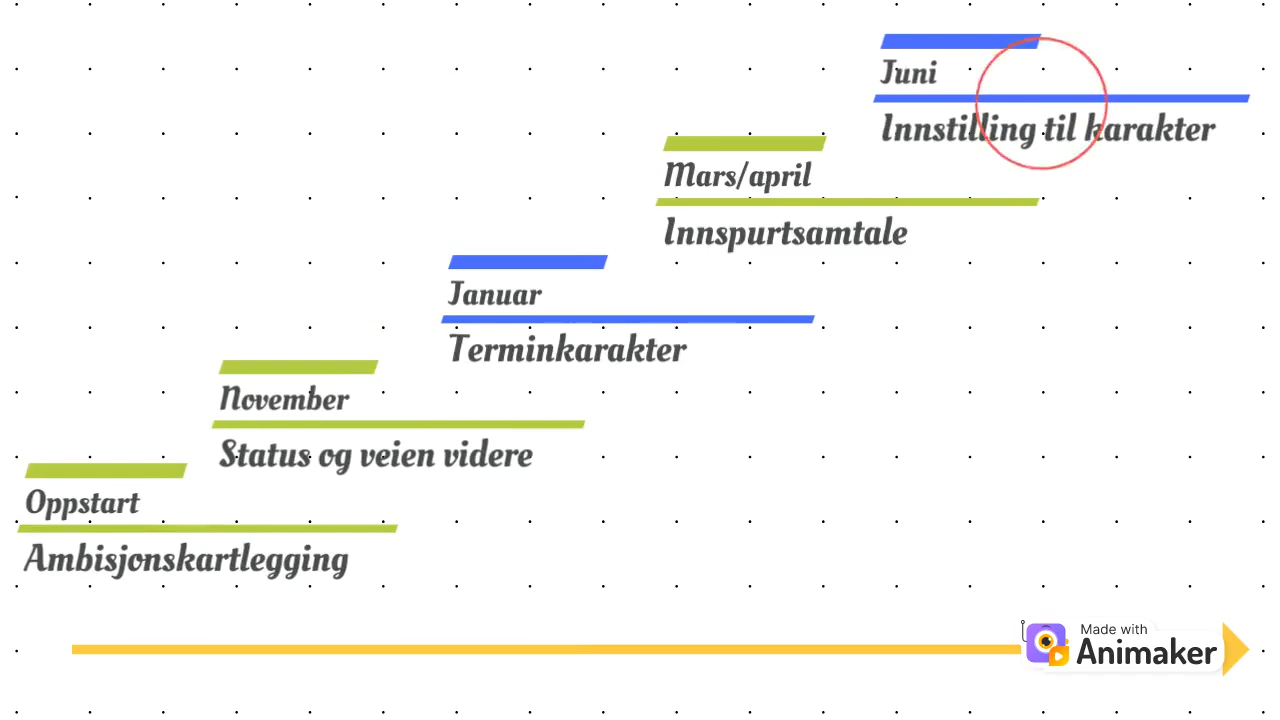 Juni
Innstilling til karakter
Mars/april
Innspurtsamtale
Januar
Terminkarakter
November
Status og veien videre
Oppstart
Ambisjonskartlegging
Made with
Animaker